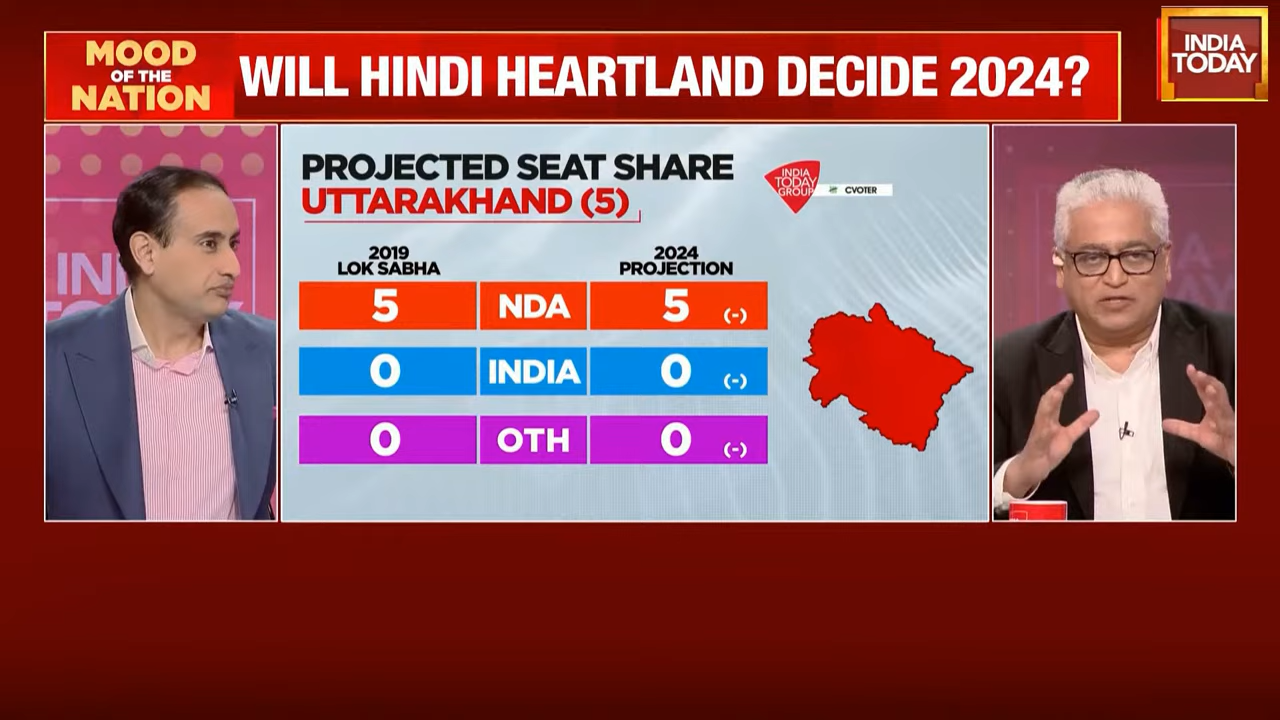 MOOD
OF THE
NATION
WILL HINDI HEARTLAND DECIDE 2024?
INDIA
TODAY
PROJECTED SEAT SHARE
UTTARAKHAND (5)
INDIA
TODAY
GROUP
CVOTER
2019
LOK SABHA
2024
PROJECTION
5 NDA 5 (-)
0 INDIA 0 (-)
0 OTH 0 (-)